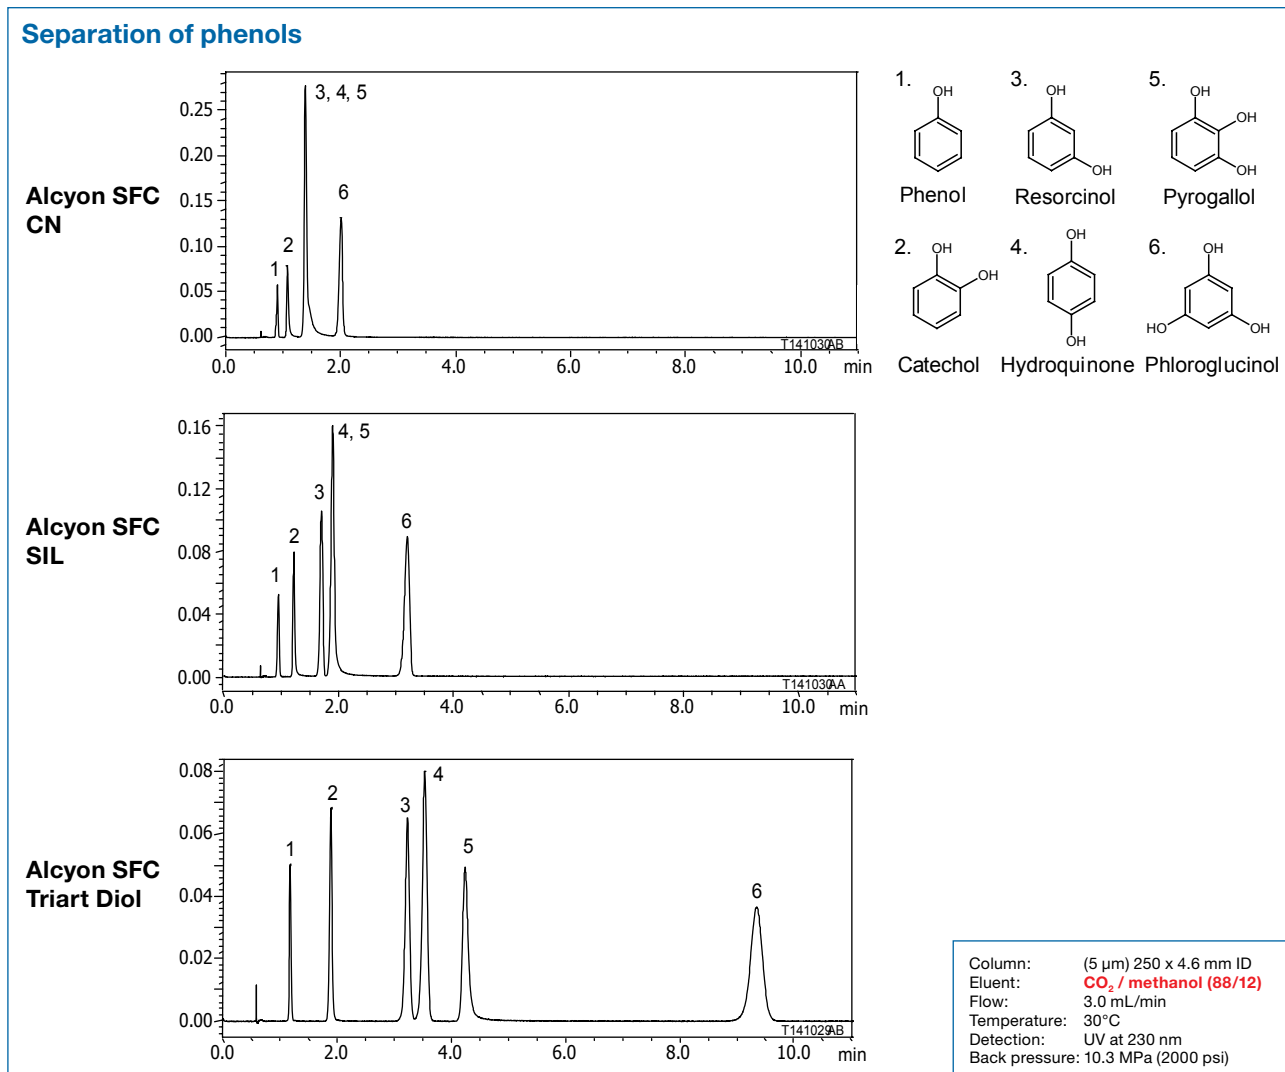 Separation of phenols
Alcyon SFC
CN
0.25
0.20
0.15
0.10
0.05
0.00
3, 4, 5
6
2
1
T141030AB
0.0
2.0
4.0
6.0
8.0
10.0
min
1.
OH
Phenol
3.
OH
OH
Resorcinol
5.
OH
OH
OH
Pyrogallol
2.
OH
OH
Catechol
4.
OH
OH
Hydroquinone
6.
OH
HO
OH
Phloroglucinol
Alcyon SFC
SIL
0.16
0.12
0.08
0.04
0.00
4, 5
3
2
1
6
T141030AA
0.0
2.0
4.0
6.0
8.0
10.0
min
Alcyon SFC
Triart Diol
0.08
0.06
0.04
0.02
0.00
1
2
3
4
5
6
T141029AB
0.0
2.0
4.0
6.0
8.0
10.0
min
Column: (5 µm) 250 x 4.6 mm ID
Eluent: CO₂ / methanol (88/12)
Flow: 3.0 mL/min
Temperature: 30°C
Detection: UV at 230 nm
Back pressure: 10.3 MPa (2000 psi)